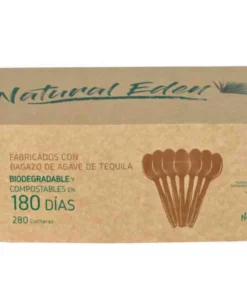 Natural Eden
FABRICADOS CON
BAGAZO DE AGAVE DE TEQUILA
BIODEGRADABLE Y
COMPOSTABLES EN
180 DÍAS
280 Cucharas